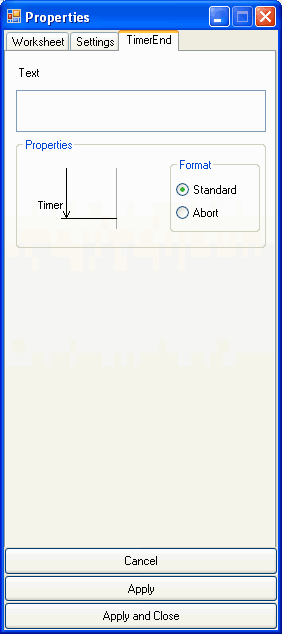 Properties
Worksheet Settings TimerEnd
Text
Properties
Format
Timer
Standard
Abort
Cancel
Apply
Apply and Close